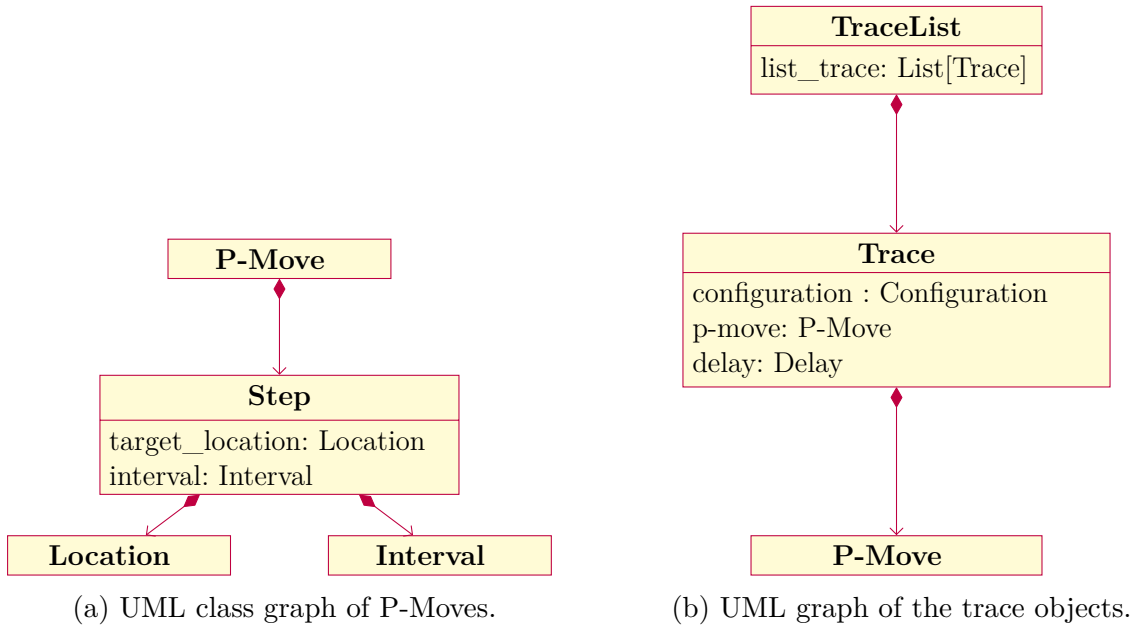 P-Move
Step
target_location: Location
interval: Interval
Location
Interval
(a) UML class graph of P-Moves.
TraceList
list_trace: List[Trace]
Trace
configuration : Configuration
p-move: P-Move
delay: Delay
P-Move
(b) UML graph of the trace objects.